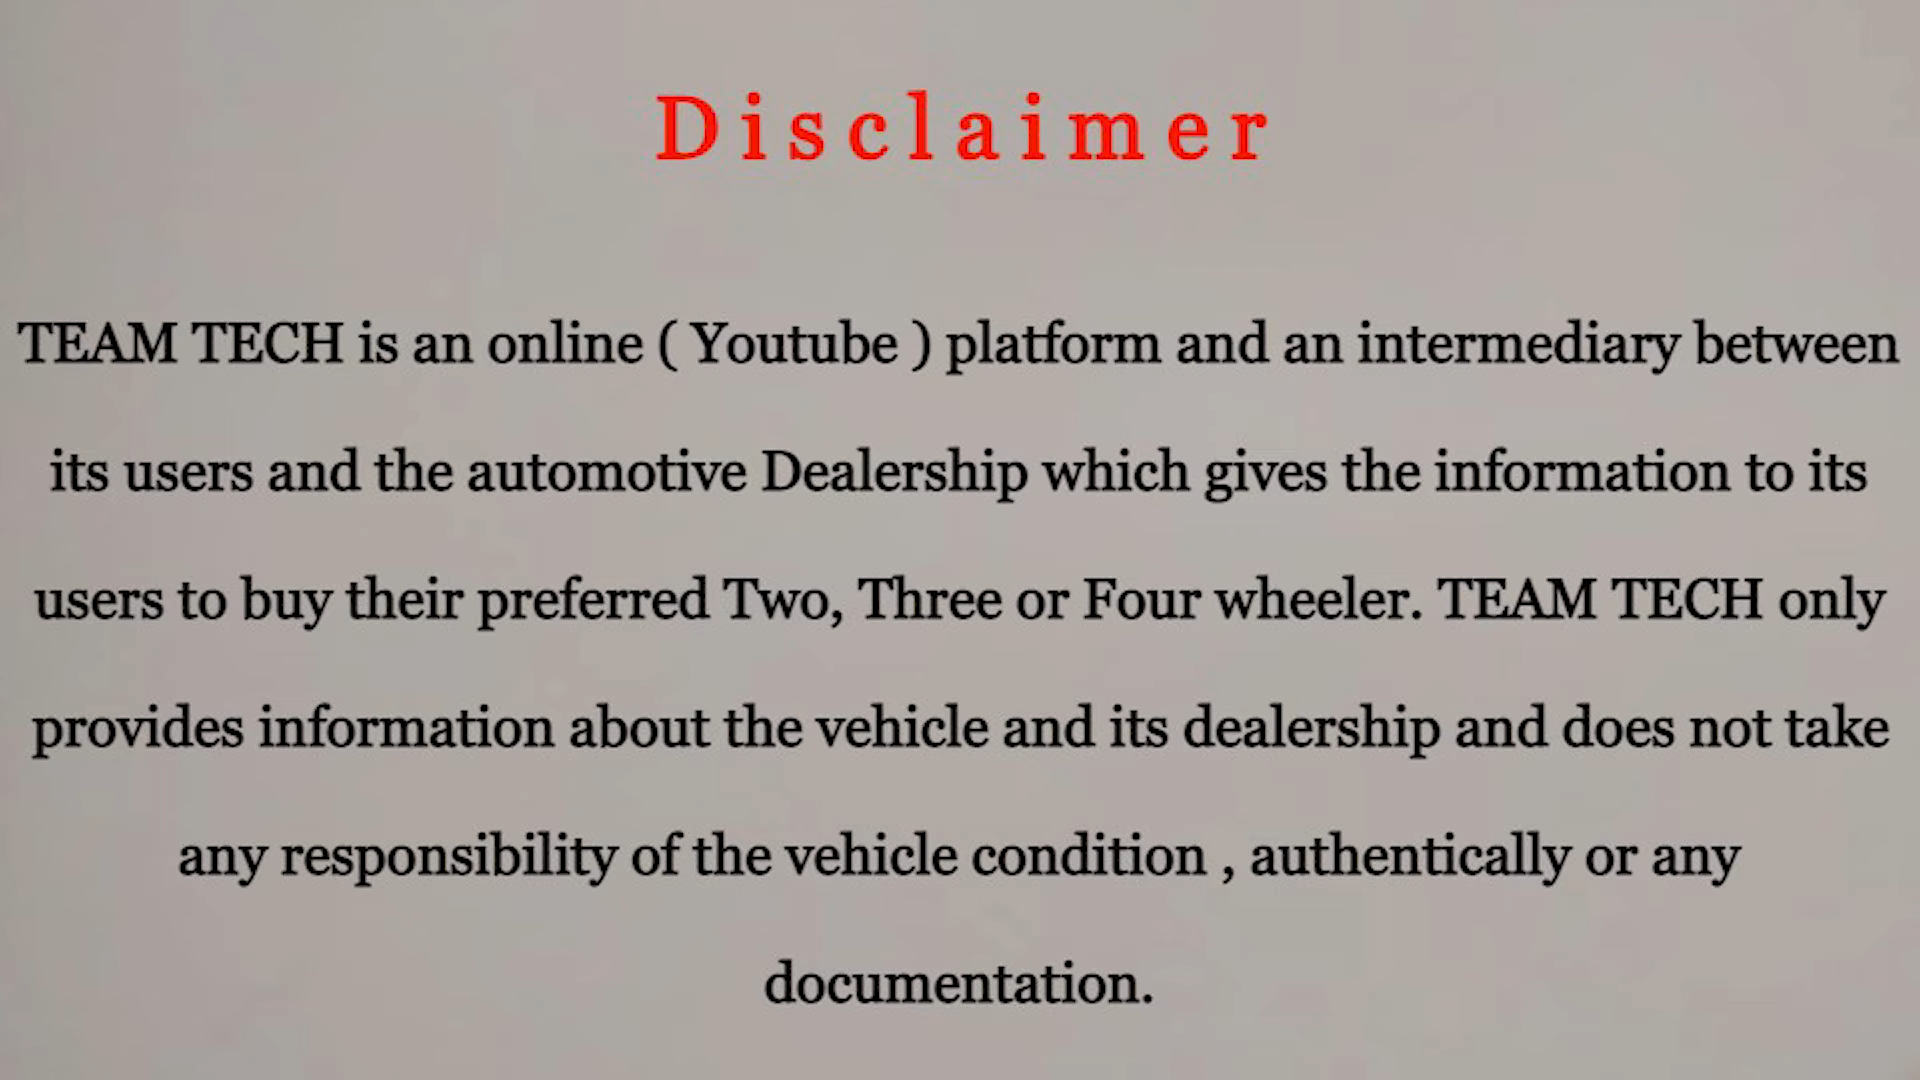 Disclaimer
TEAM TECH is an online ( Youtube ) platform and an intermediary between
its users and the automotive Dealership which gives the information to its
users to buy their preferred Two, Three or Four wheeler. TEAM TECH only
provides information about the vehicle and its dealership and does not take
any responsibility of the vehicle condition , authentically or any
documentation.